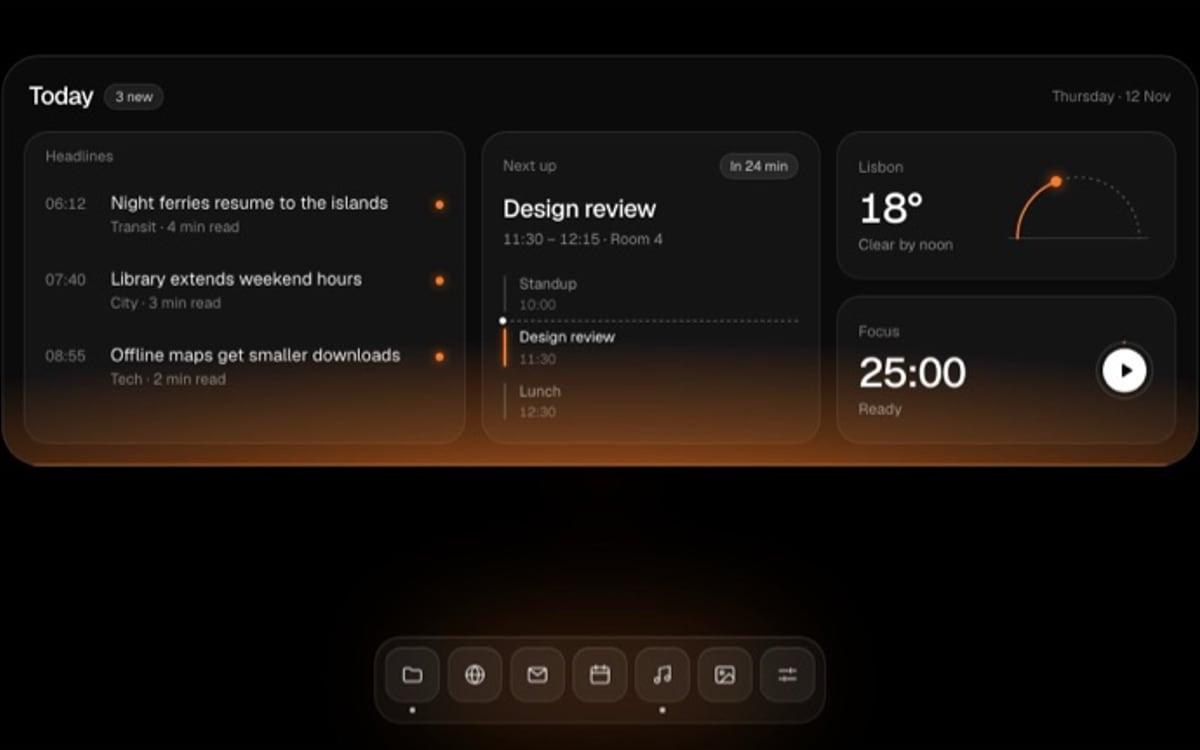 Today
3 new
Thursday · 12 Nov
Headlines
06:12
Night ferries resume to the islands
Transit · 4 min read
07:40
Library extends weekend hours
City · 3 min read
08:55
Offline maps get smaller downloads
Tech · 2 min read
Next up
In 24 min
Design review
11:30 – 12:15 · Room 4
Standup
10:00
Design review
11:30
Lunch
12:30
Lisbon
18°
Clear by noon
Focus
25:00
Ready